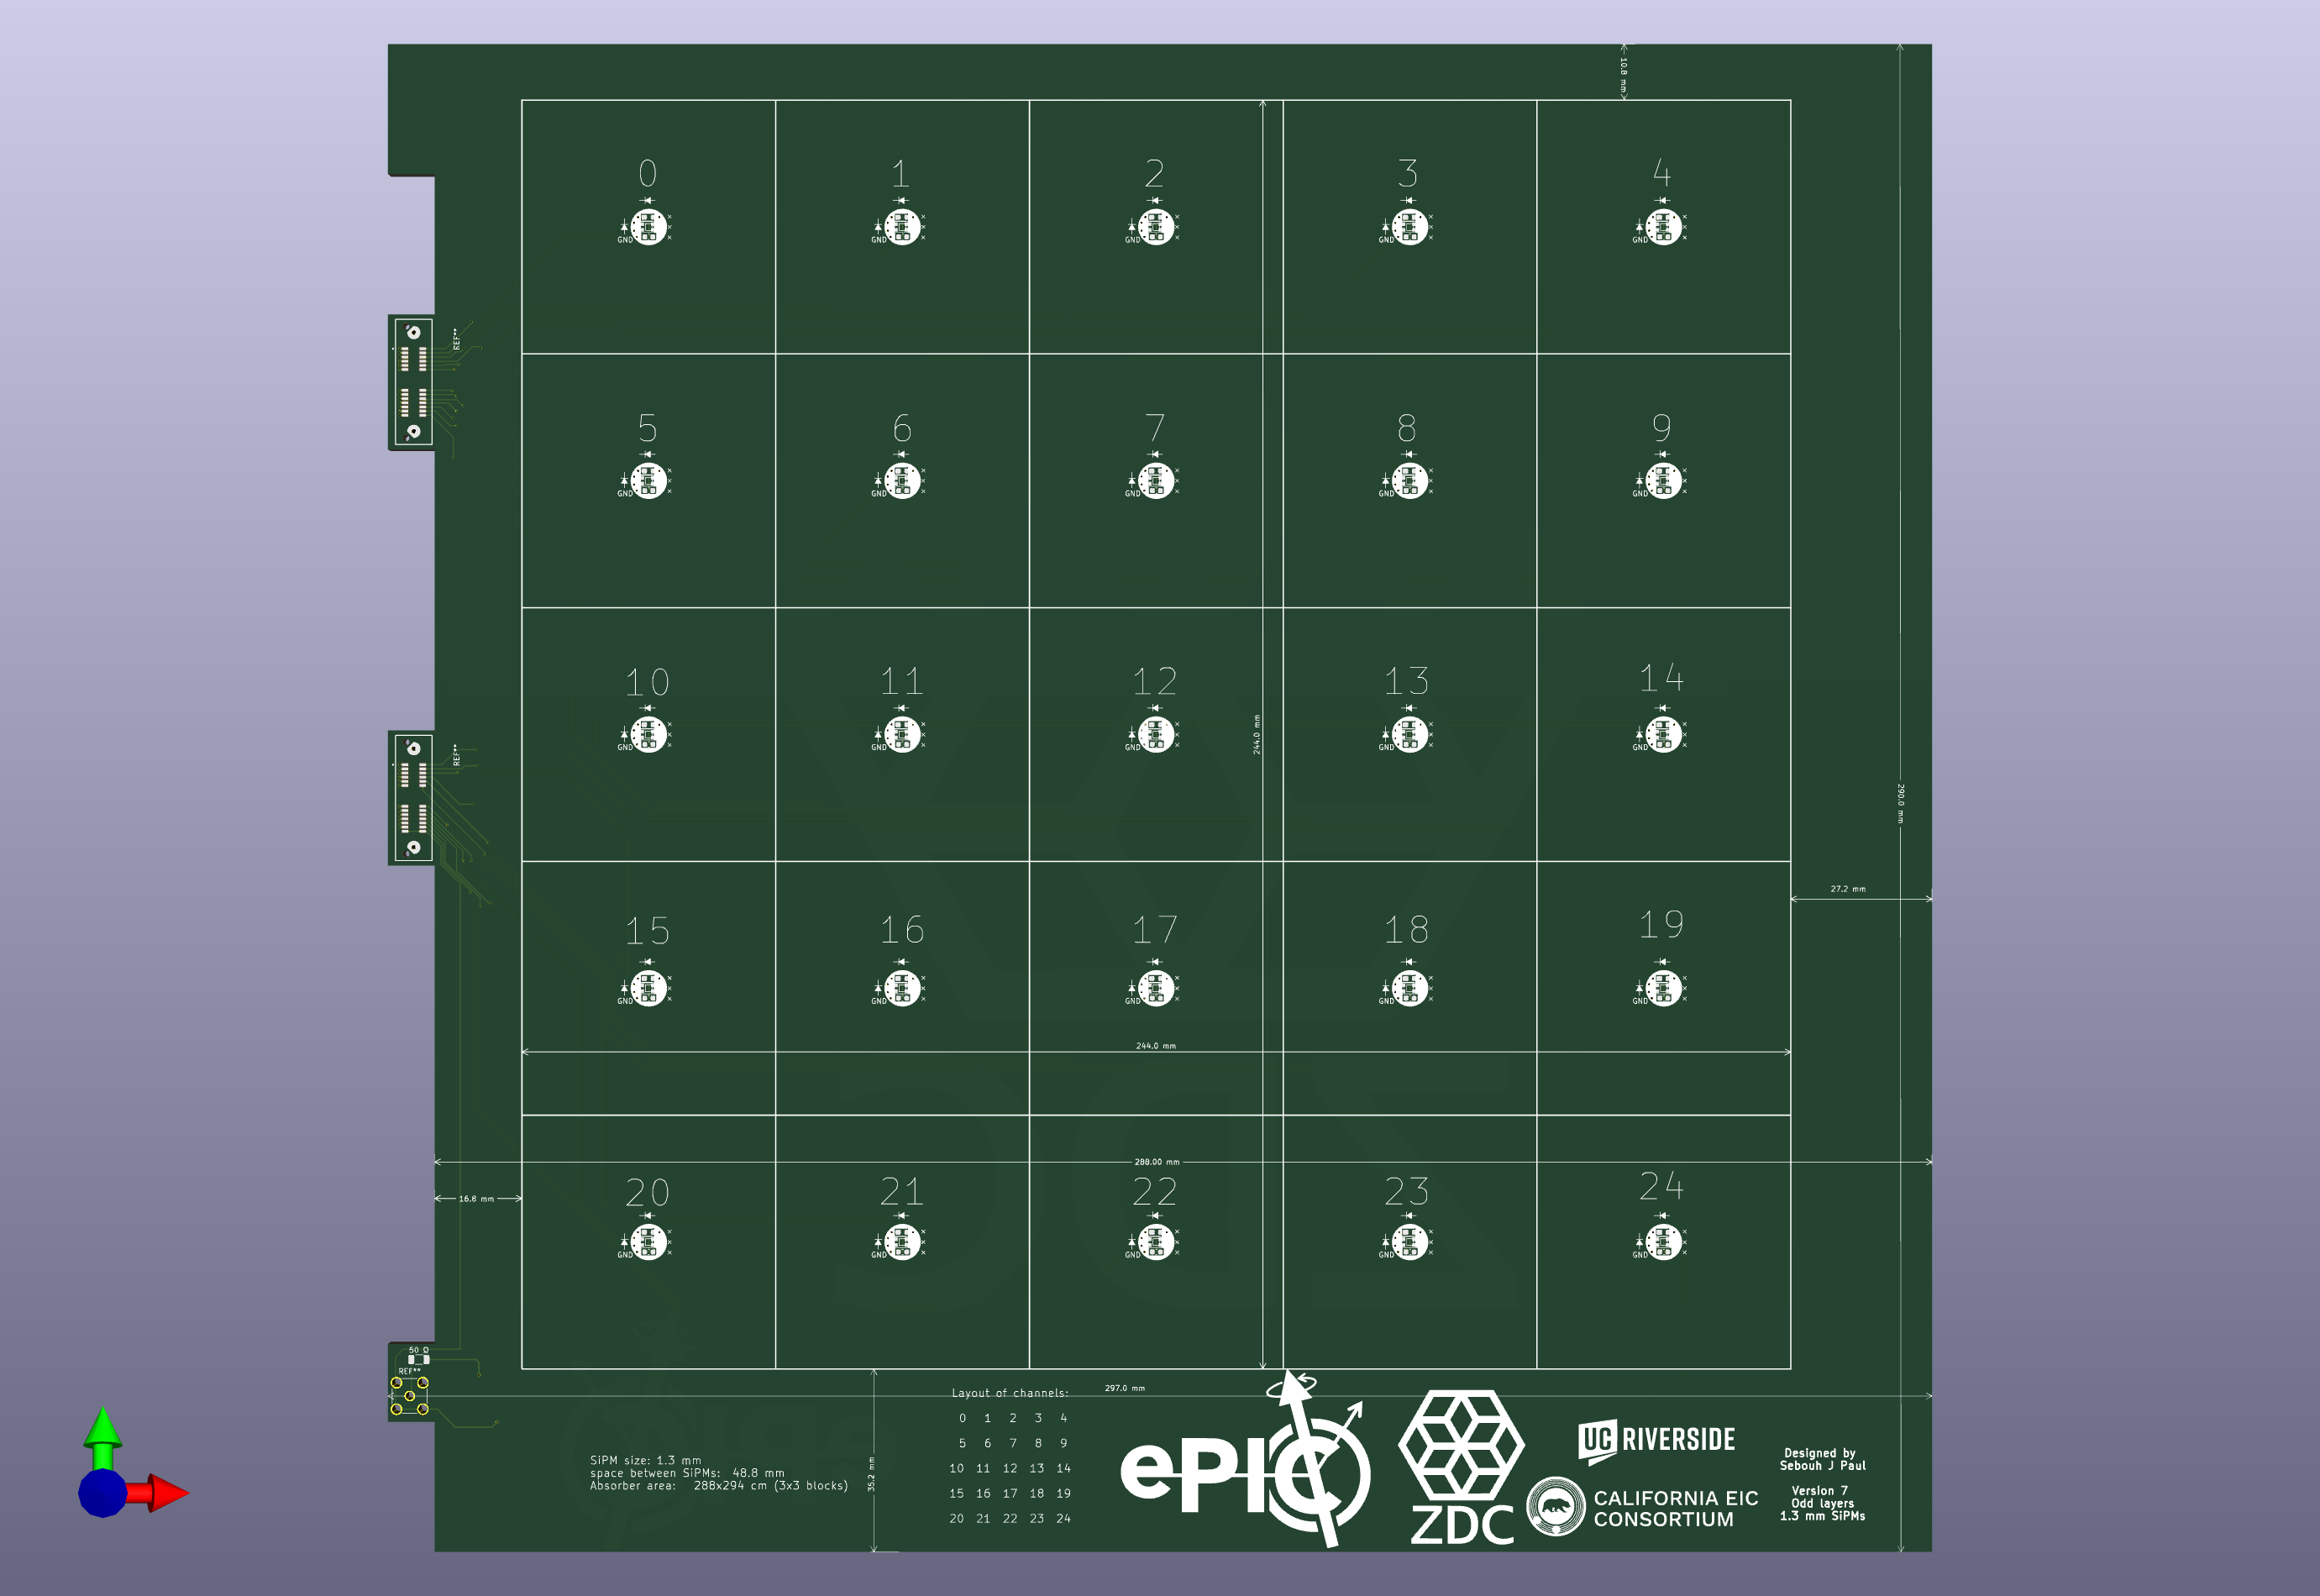 10.8 mm
0 1 2 3 4
GND GND GND GND GND
REF**
5 6 7 8 9
GND GND GND GND GND
10 11 12 13 14
REF**
244.0 mm
GND GND GND GND GND
290.0 mm
27.2 mm
15 16 17 18 19
GND GND GND GND GND
244.0 mm
288.00 mm
16.8 mm
20 21 22 23 24
GND GND GND GND GND
50 Ω
REF**
297.0 mm
35.2 mm
SiPM size: 1.3 mm
space between SiPMs: 48.8 mm
Absorber area: 288x294 cm (3x3 blocks)
Layout of channels:
0 1 2 3 4
5 6 7 8 9
10 11 12 13 14
15 16 17 18 19
20 21 22 23 24
ePIC
ZDC
UC RIVERSIDE
CALIFORNIA EIC
CONSORTIUM
Designed by
Sebouh J Paul
Version 7
Odd layers
1.3 mm SiPMs